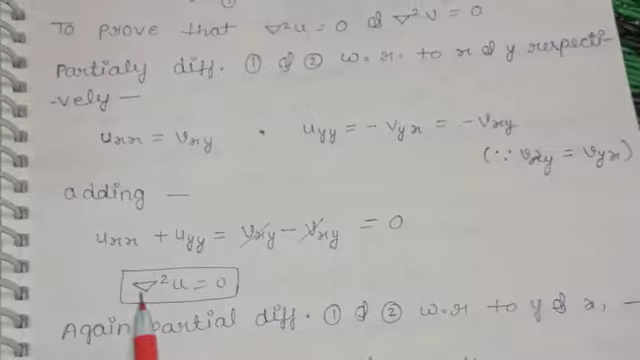 ①
To prove that ∇²u = 0 & ∇²v = 0
Partialy diff. ① & ② w.r. to x & y respecti-
-vely —
uxx = vxy . uyy = - vyx = - vxy
(∵ vxy = vyx)
adding —
uxx + uyy = vxy - vxy = 0
∇²u = 0
Again partial diff. ① & ② w.r to y & x, —